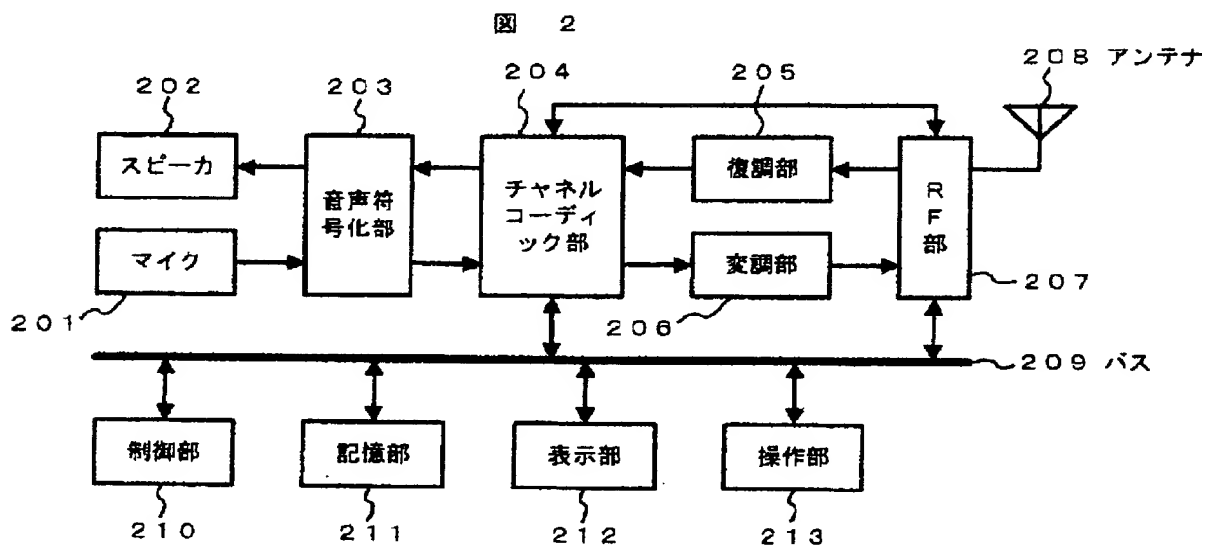 図 2
208 アンテナ
202
203
204
205
スピーカ
音声符
号化部
チャネル
コーディ
ック部
復調部
RF部
マイク
変調部
201
206
207
209 バス
制御部
記憶部
表示部
操作部
210
211
212
213